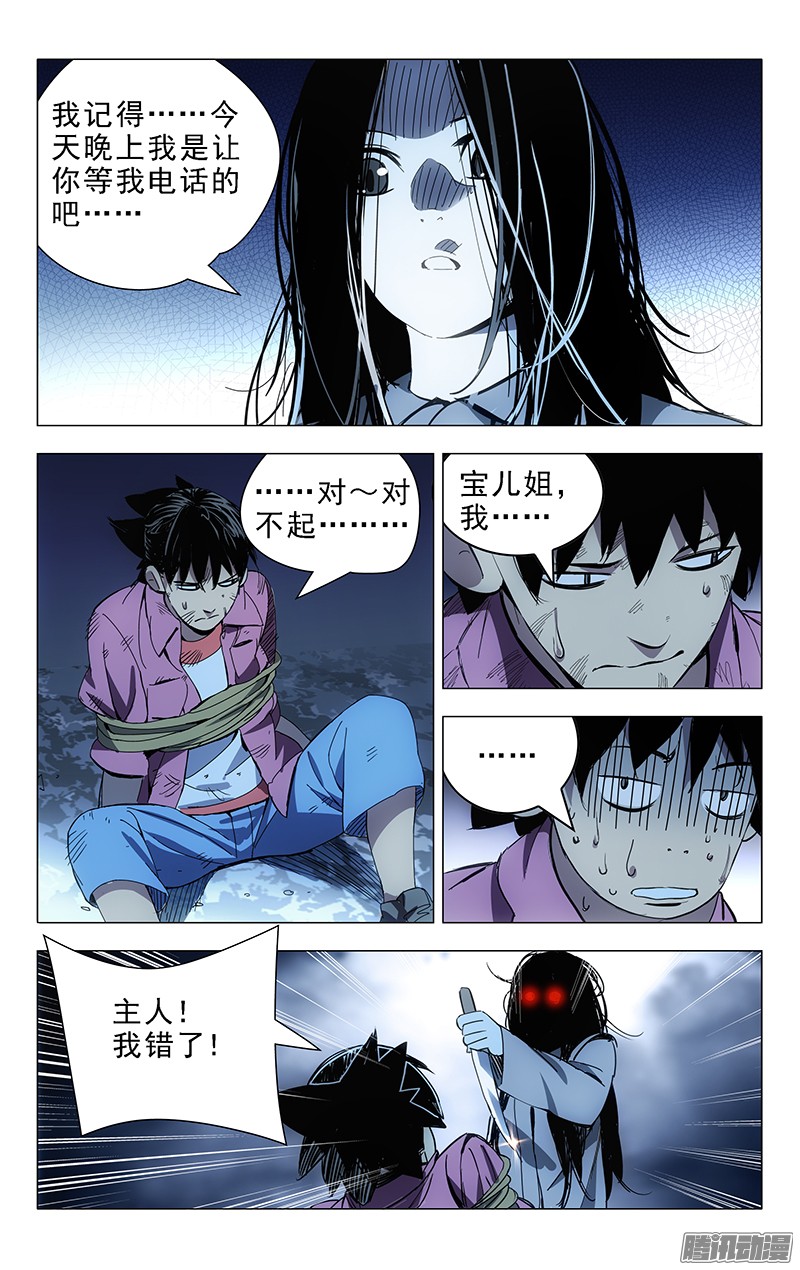 我记得……今
天晚上我是让
你等我电话的
吧……
……对～对
不起………
宝儿姐，
我……
……
主人！
我错了！
腾讯动漫